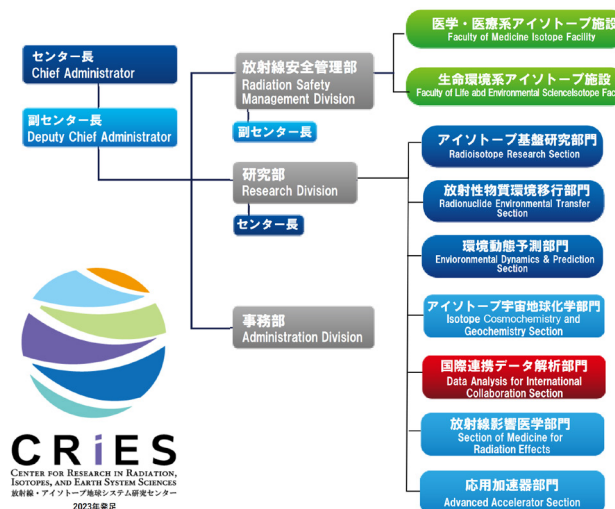 センター長
Chief Administrator
副センター長
Deputy Chief Administrator
放射線安全管理部
Radiation Safety
Management Division
副センター長
研究部
Research Division
センター長
事務部
Administration Division
医学・医療系アイソトープ施設
Faculty of Medicine Isotope Facility
生命環境系アイソトープ施設
Faculty of Life abd Environmental ScienceIsotope Fac
アイソトープ基盤研究部門
Radioisotope Research Section
放射性物質環境移行部門
Radionuclide Environmental Transfer
Section
環境動態予測部門
Envioronmental Dynamics & Prediction
Section
アイソトープ宇宙地球化学部門
Isotope Cosmochemistry and
Geochemistry Section
国際連携データ解析部門
Data Analysis for International
Collaboration Section
放射線影響医学部門
Section of Medicine for
Radiation Effects
応用加速器部門
Advanced Accelerator Section
CRiES
Center for Research in Radiation,
Isotopes, and Earth System Sciences
放射線・アイソトープ地球システム研究センター
2023年発足